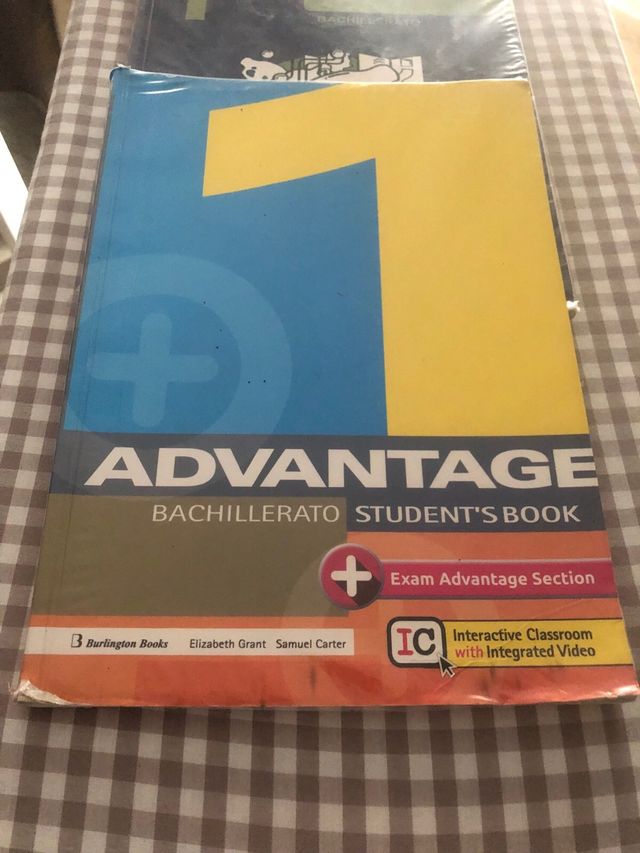 BACHILLERATO
1
ADVANTAGE
BACHILLERATO STUDENT'S BOOK
+ Exam Advantage Section
B Burlington Books Elizabeth Grant Samuel Carter
IC Interactive Classroom
with Integrated Video